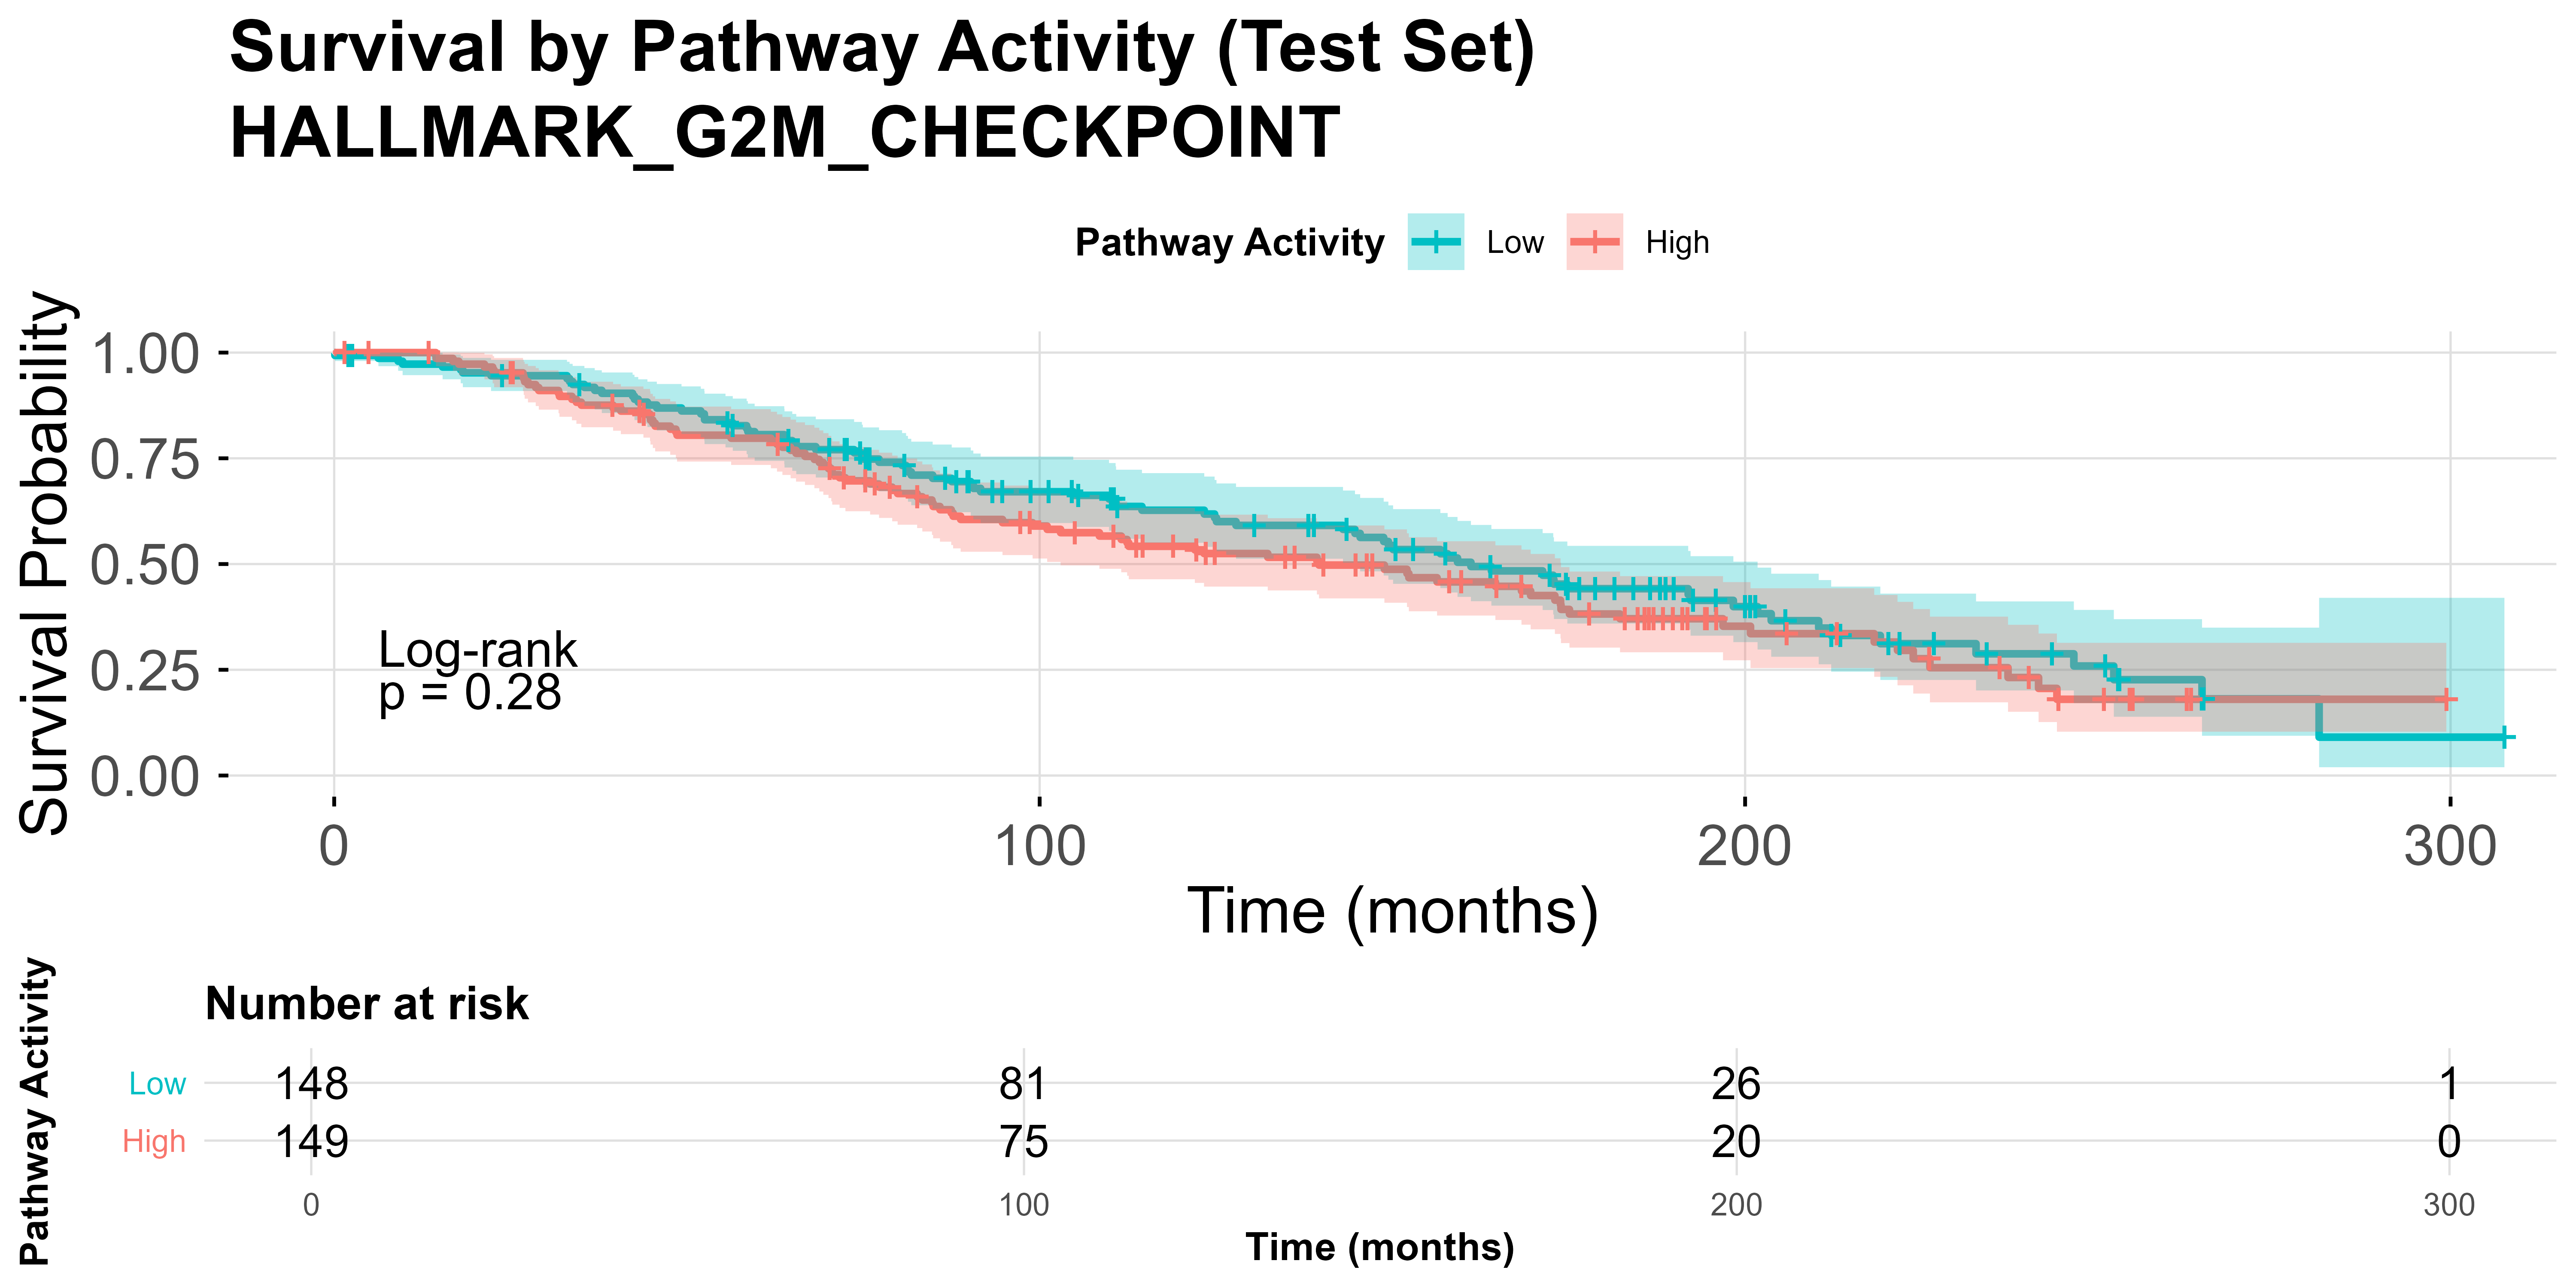 Survival by Pathway Activity (Test Set)
HALLMARK_G2M_CHECKPOINT
Pathway Activity Low High
Survival Probability
1.00
0.75
0.50
0.25
0.00
Log-rank
p = 0.28
0 100 200 300
Time (months)
Number at risk
Pathway Activity
Low 148 81 26 1
High 149 75 20 0
0 100 200 300
Time (months)